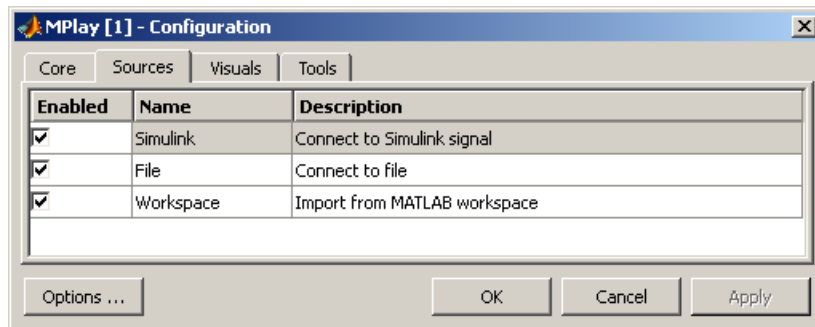 MPlay [1] - Configuration
Core Sources Visuals Tools
Enabled Name Description
Simulink Connect to Simulink signal
File Connect to file
Workspace Import from MATLAB workspace
Options ... OK Cancel Apply